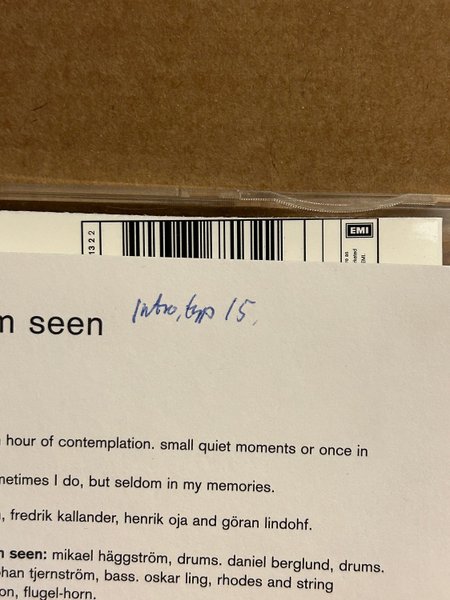 1322
EMI
EMI.
m seen
Intro, typ 15.
hour of contemplation. small quiet moments or once in
metimes I do, but seldom in my memories.
, fredrik kallander, henrik oja and göran lindohf.
m seen: mikael häggström, drums. daniel berglund, drums.
han tjernström, bass. oskar ling, rhodes and string
on, flugel-horn.